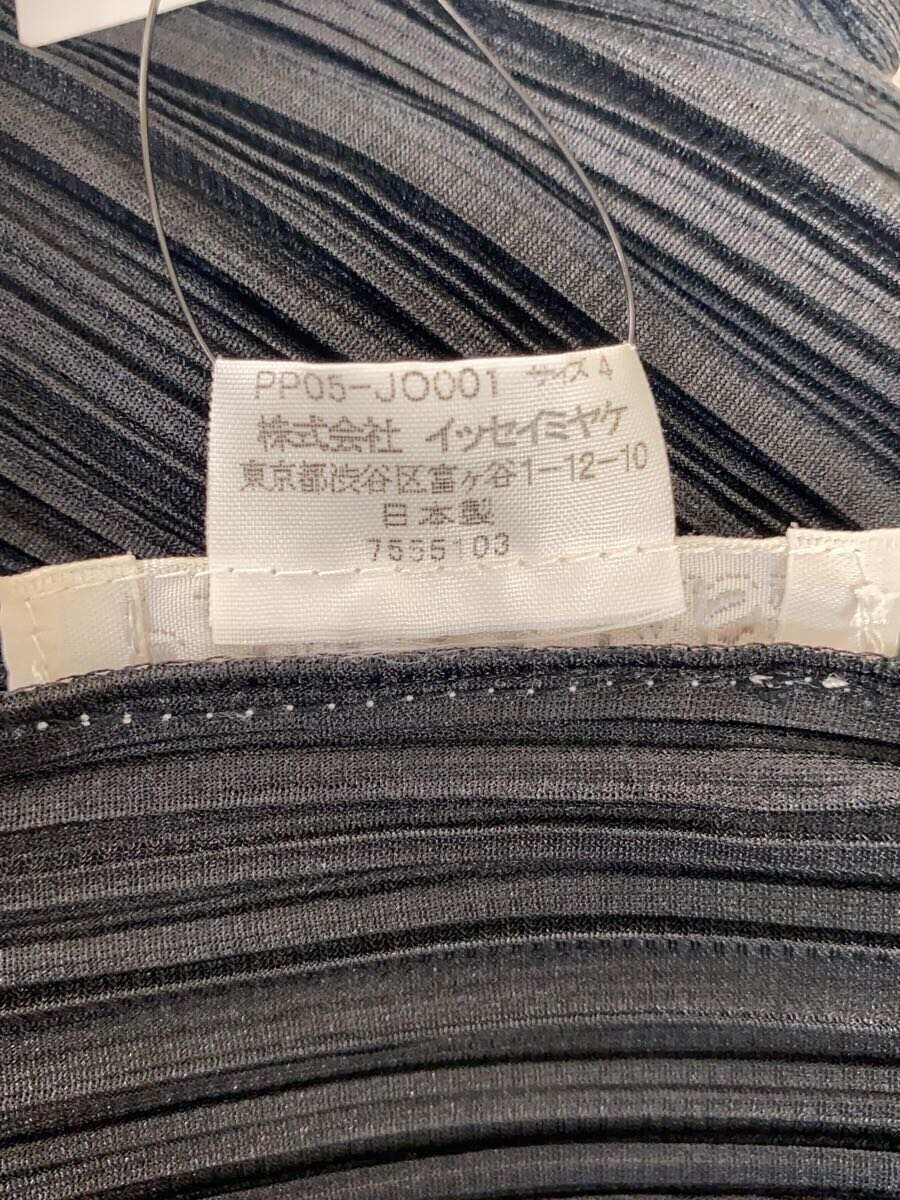 PP05-JO001 サイズ 4
株式会社 イッセイミヤケ
東京都渋谷区富ヶ谷1-12-10
日本製
7555103